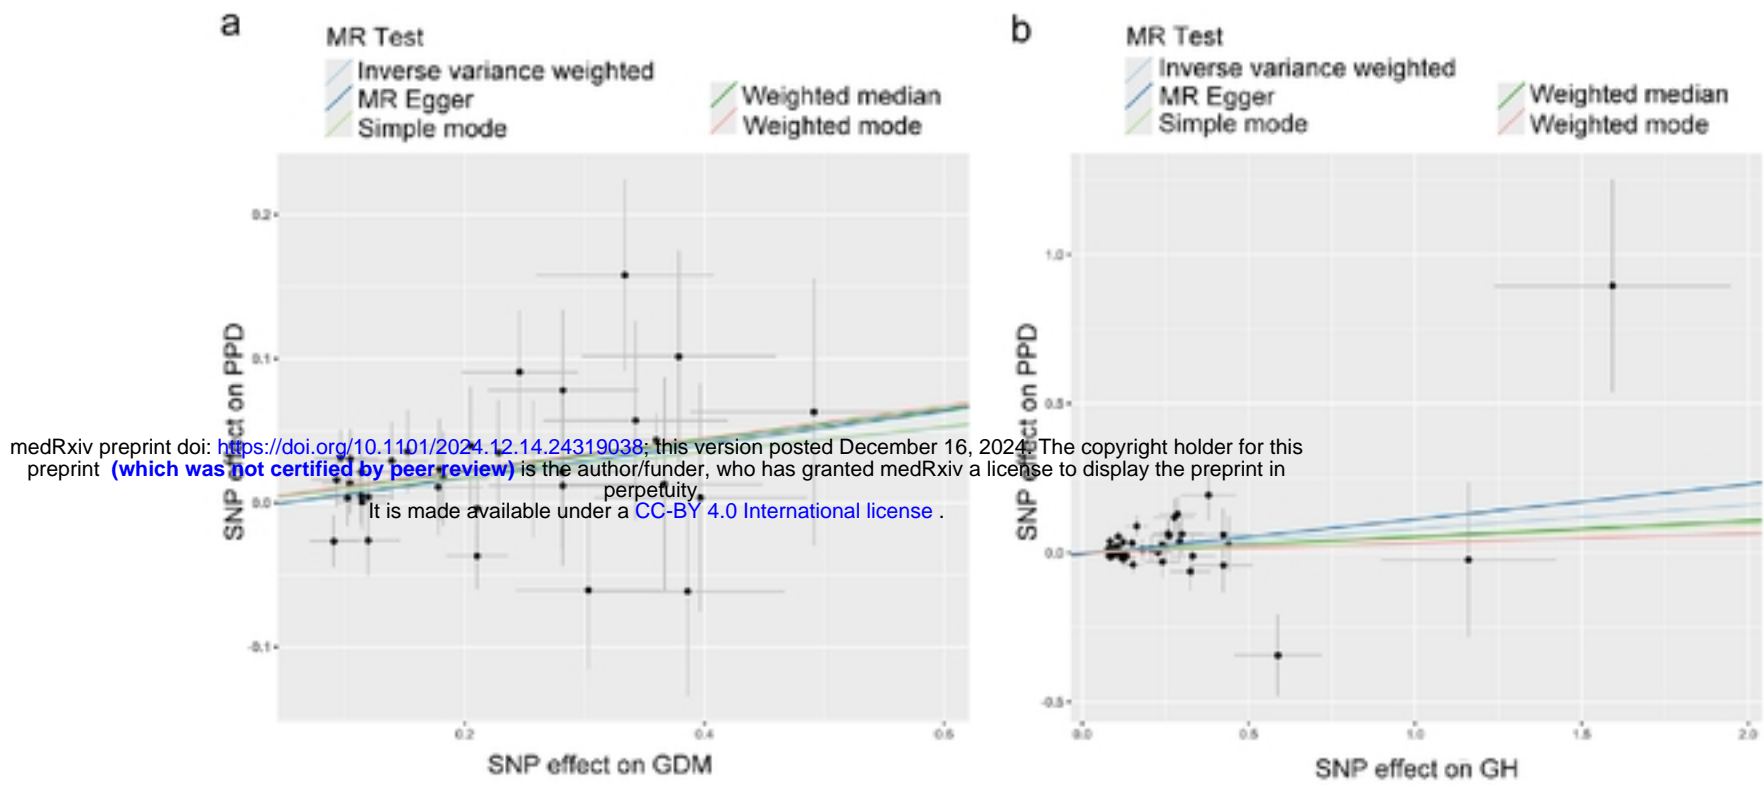 a
MR Test
Inverse variance weighted
MR Egger
Simple mode
Weighted median
Weighted mode
0.2
0.1
0.0
-0.1
SNP effect on PPD
0.2
0.4
0.6
SNP effect on GDM
b
MR Test
Inverse variance weighted
MR Egger
Simple mode
Weighted median
Weighted mode
1.0
0.5
0.0
-0.5
SNP effect on PPD
0.0
0.5
1.0
1.5
2.0
SNP effect on GH
medRxiv preprint doi: https://doi.org/10.1101/2024.12.14.24319038; this version posted December 16, 2024. The copyright holder for this
preprint (which was not certified by peer review) is the author/funder, who has granted medRxiv a license to display the preprint in
perpetuity.
It is made available under a CC-BY 4.0 International license .